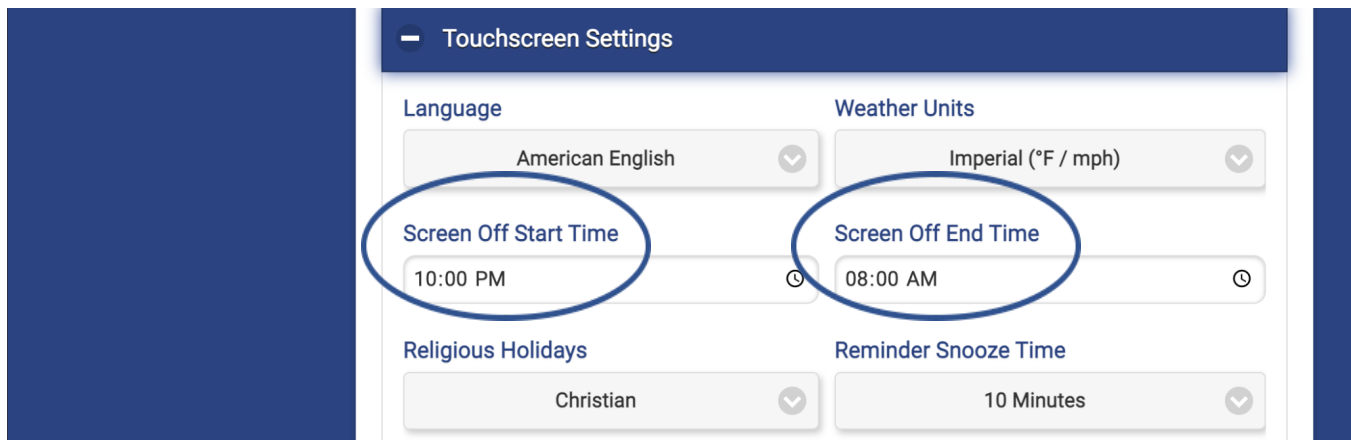 Touchscreen Settings
Language
Weather Units
American English
Imperial (°F / mph)
Screen Off Start Time
Screen Off End Time
10:00 PM
08:00 AM
Religious Holidays
Reminder Snooze Time
Christian
10 Minutes